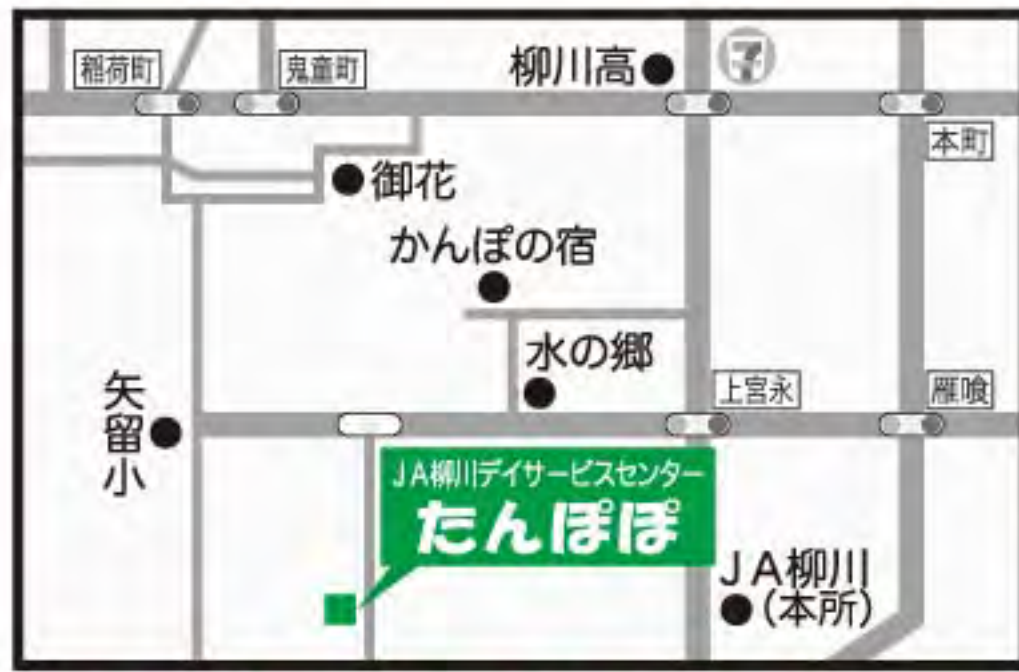 稲荷町
鬼童町
柳川高
7
本町
御花
かんぽの宿
水の郷
上宮永
雁喰
矢留小
JA柳川デイサービスセンター
たんぽぽ
JA柳川
(本所)